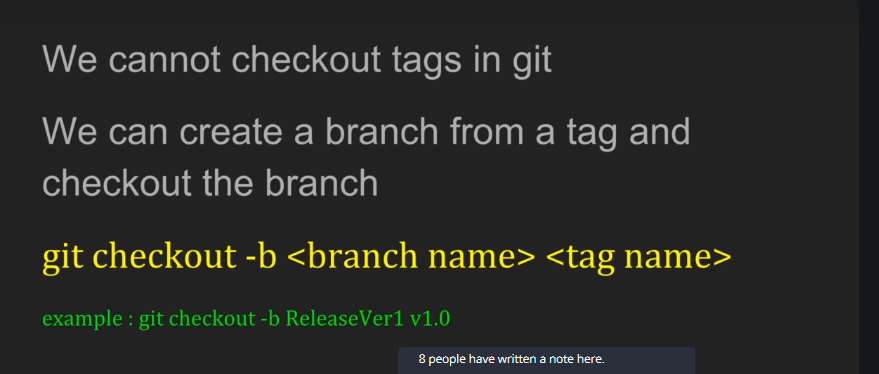 We cannot checkout tags in git
We can create a branch from a tag and
checkout the branch
git checkout -b <branch name> <tag name>
example : git checkout -b ReleaseVer1 v1.0
8 people have written a note here.